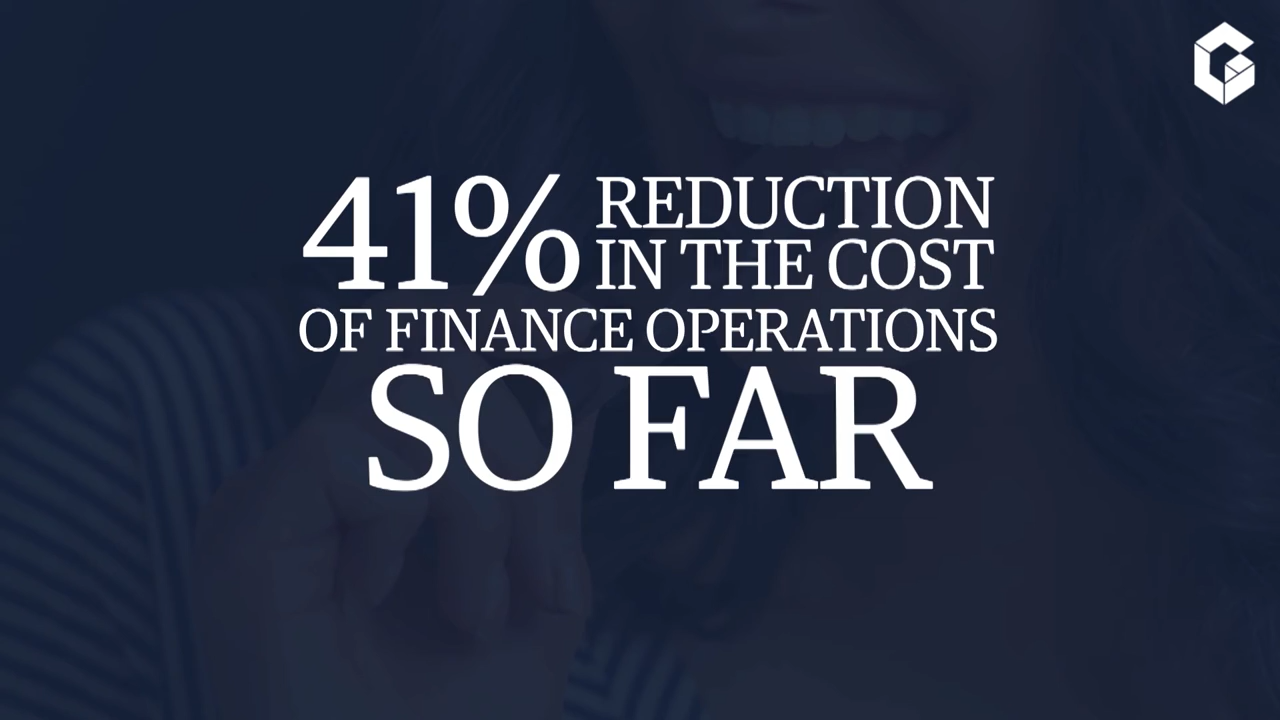 41% REDUCTION
IN THE COST
OF FINANCE OPERATIONS
SO FAR